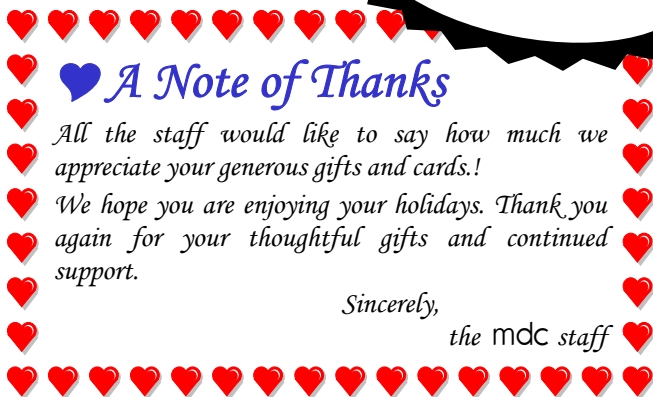 A Note of Thanks
All the staff would like to say how much we
appreciate your generous gifts and cards.!
We hope you are enjoying your holidays. Thank you
again for your thoughtful gifts and continued
support.
Sincerely,
the mdc staff